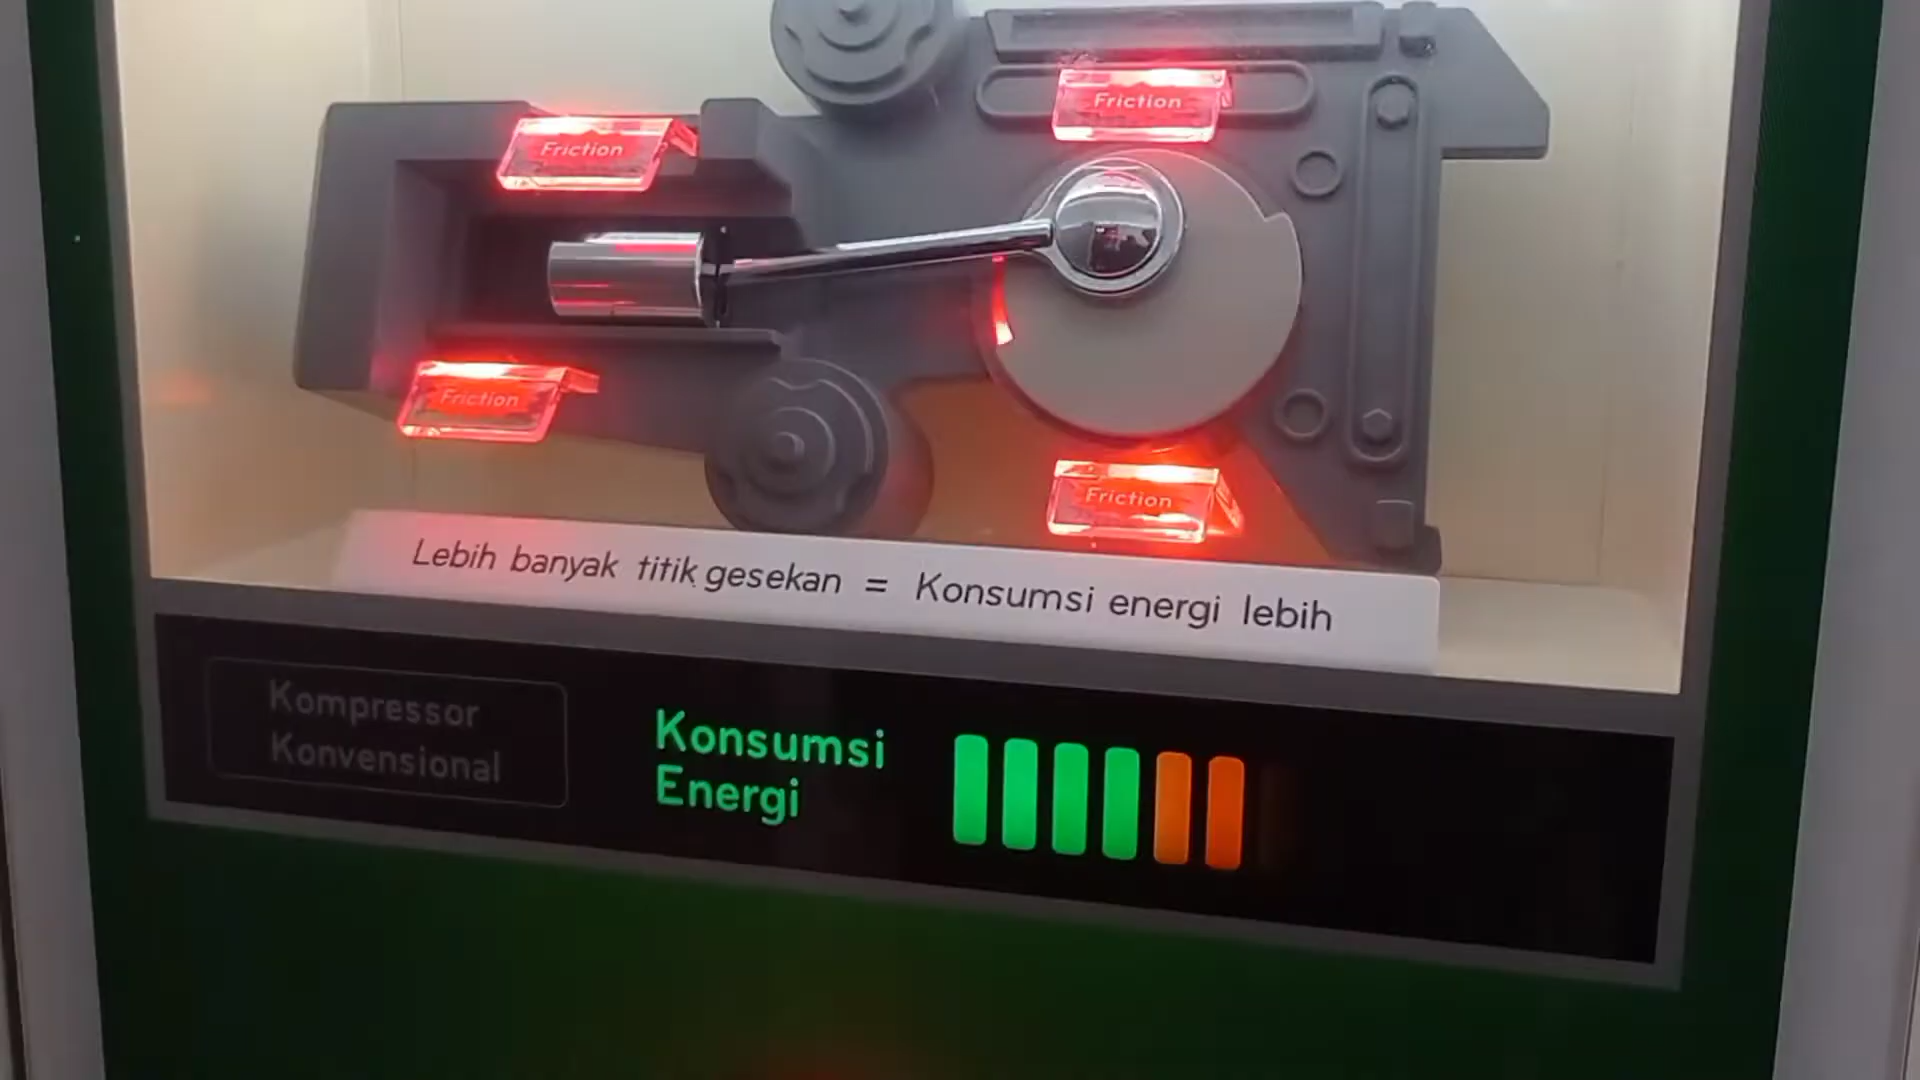 Friction
Friction
Friction
Friction
Lebih banyak titik gesekan = Konsumsi energi lebih
Kompressor
Konvensional
Konsumsi
Energi